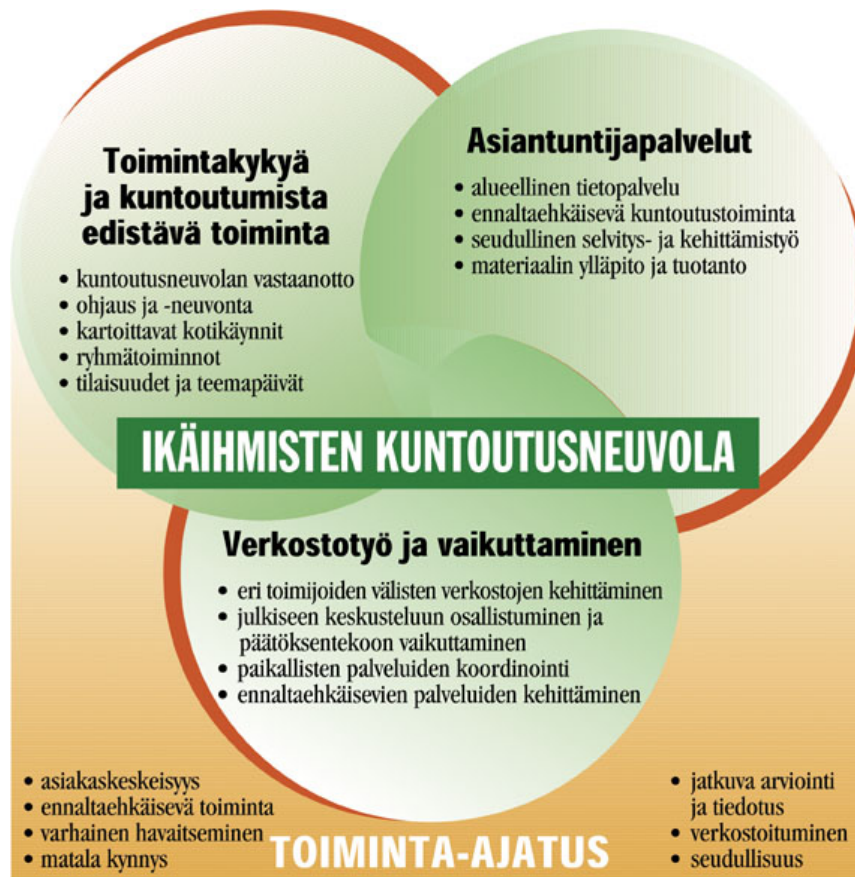 Toimintakykyä
ja kuntoutumista
edistävä toiminta
• kuntoutusneuvolan vastaanotto
• ohjaus ja -neuvonta
• kartoittavat kotikäynnit
• ryhmätoiminnot
• tilaisuudet ja teemapäivät
Asiantuntijapalvelut
• alueellinen tietopalvelu
• ennaltaehkäisevä kuntoutustoiminta
• seudullinen selvitys- ja kehittämistyö
• materiaalin ylläpito ja tuotanto
IKÄIHMISTEN KUNTOUTUSNEUVOLA
Verkostotyö ja vaikuttaminen
• eri toimijoiden välisten verkostojen kehittäminen
• julkiseen keskusteluun osallistuminen ja
päätöksentekoon vaikuttaminen
• paikallisten palveluiden koordinointi
• ennaltaehkäisevien palveluiden kehittäminen
• asiakaskeskeisyys
• ennaltaehkäisevä toiminta
• varhainen havaitseminen
• matala kynnys
TOIMINTA-AJATUS
• jatkuva arviointi
ja tiedotus
• verkostoituminen
• seudullisuus